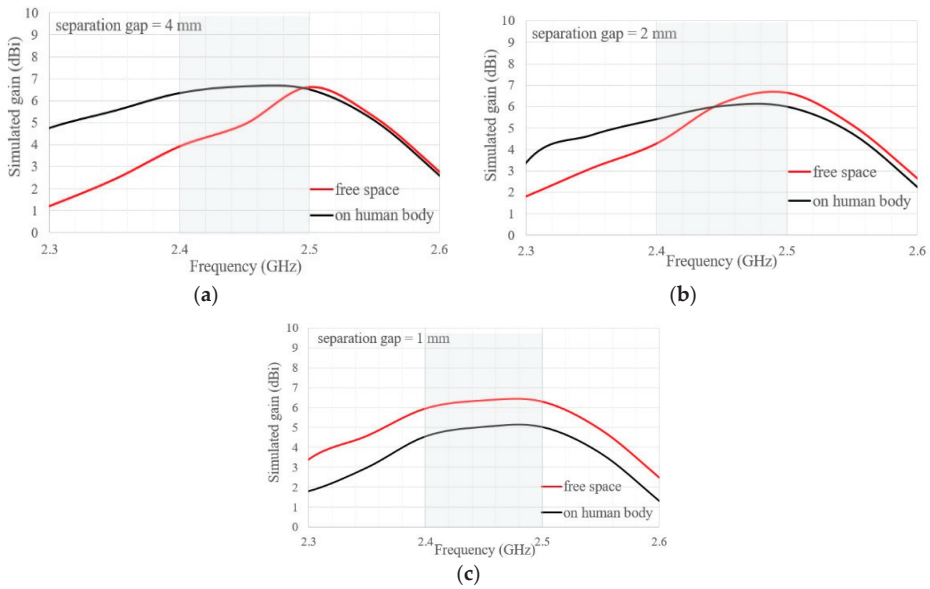 separation gap = 4 mm
Simulated gain (dBi)
10
9
8
7
6
5
4
3
2
1
0
free space
on human body
2.3
2.4
2.5
2.6
Frequency (GHz)
(a)
separation gap = 2 mm
Simulated gain (dBi)
10
9
8
7
6
5
4
3
2
1
0
free space
on human body
2.3
2.4
2.5
2.6
Frequency (GHz)
(b)
separation gap = 1 mm
Simulated gain (dBi)
10
9
8
7
6
5
4
3
2
1
0
free space
on human body
2.3
2.4
2.5
2.6
Frequency (GHz)
(c)